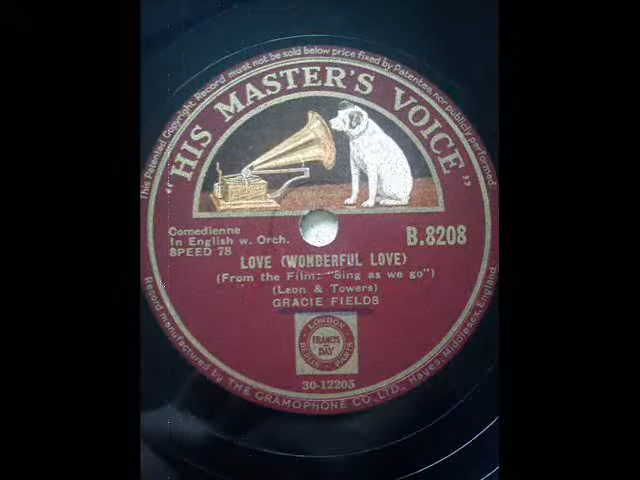 This Patented Copyright Record must not be sold below price fixed by Patentee, nor publicly performed
"HIS MASTER'S VOICE"
Comedienne
In English w. Orch.
SPEED 78
B.8208
LOVE (WONDERFUL LOVE)
(From the Film: "Sing as we go")
(Leon & Towers)
GRACIE FIELDS
LONDON
FRANCIS
DAY
BERLIN PARIS
30-12205
Record manufactured by THE GRAMOPHONE CO. LTD., Hayes, Middlesex, England.